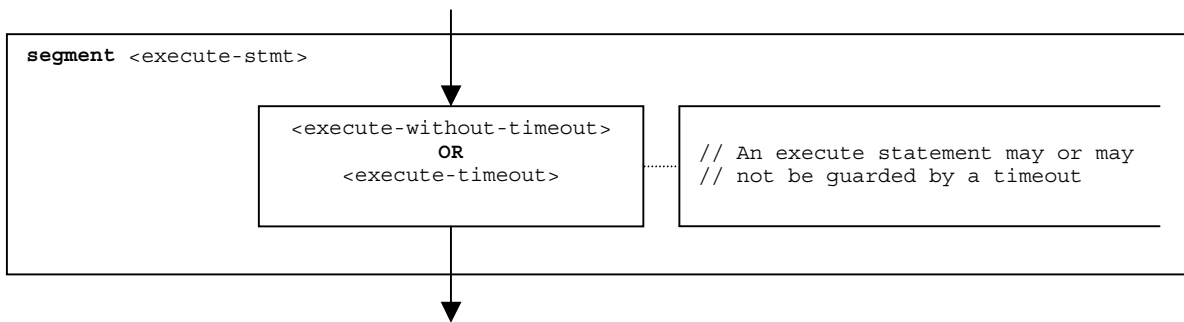 segment <execute-stmt>
<execute-without-timeout>
OR
<execute-timeout>
// An execute statement may or may
// not be guarded by a timeout